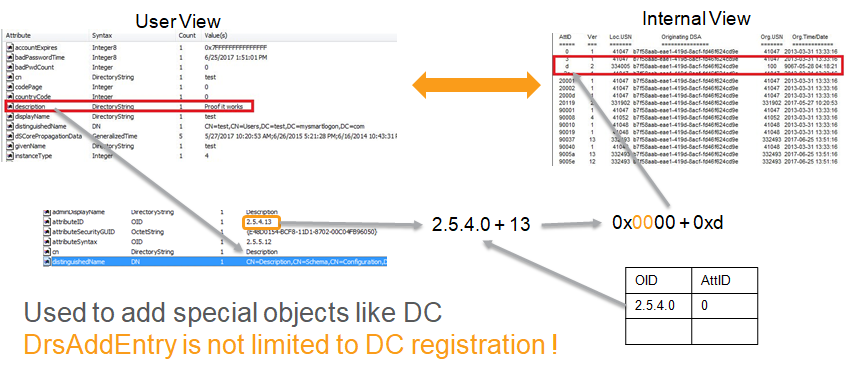 User View
Internal View
Attribute Syntax Count Value(s)
accountExpires Integer8 1 0x7FFFFFFFFFFFFFFF
badPasswordTime Integer8 1 6/25/2017 1:51:01 PM
badPwdCount Integer 1 0
cn DirectoryString 1 test
codePage Integer 1 0
countryCode Integer 1 0
description DirectoryString 1 Proof it works
displayName DirectoryString 1 test
distinguishedName DN 1 CN=test,CN=Users,DC=test,DC=mysmartlogon,DC=com
dSCorePropagationData GeneralizedTime 5 5/27/2017 10:20:53 AM;6/26/2015 5:21:28 PM;6/16/2014 10:43:31
givenName DirectoryString 1 test
instanceType Integer 1 4
AttID Ver Loc.USN Originating DSA Org.USN Org.Time/Date
===== === ======= =============== ======= =============
0 1 41047 b7f58aab-eae1-419d-8acf-fd46f624cd9e 41047 2013-03-31 13:33:16
3 1 41047 b7f58aab-eae1-419d-8acf-fd46f624cd9e 41047 2013-03-31 13:33:16
d 2 334005 b7f58aab-eae1-419d-8acf-fd46f624cd9e 100 9067-05-28 04:18:21
20001 1 41047 b7f58aab-eae1-419d-8acf-fd46f624cd9e 41047 2013-03-31 13:33:16
20002 1 41047 b7f58aab-eae1-419d-8acf-fd46f624cd9e 41047 2013-03-31 13:33:16
2000d 1 41047 b7f58aab-eae1-419d-8acf-fd46f624cd9e 41047 2013-03-31 13:33:16
20119 2 331902 b7f58aab-eae1-419d-8acf-fd46f624cd9e 331902 2017-05-27 10:20:53
90001 1 41047 b7f58aab-eae1-419d-8acf-fd46f624cd9e 41047 2013-03-31 13:33:16
90008 4 41052 b7f58aab-eae1-419d-8acf-fd46f624cd9e 41052 2013-03-31 13:33:16
90010 1 41048 b7f58aab-eae1-419d-8acf-fd46f624cd9e 41048 2013-03-31 13:33:16
90019 1 41048 b7f58aab-eae1-419d-8acf-fd46f624cd9e 41048 2013-03-31 13:33:16
90037 13 332493 b7f58aab-eae1-419d-8acf-fd46f624cd9e 332493 2017-06-25 13:51:16
90040 1 41047 b7f58aab-eae1-419d-8acf-fd46f624cd9e 41047 2013-03-31 13:33:16
9005a 13 332493 b7f58aab-eae1-419d-8acf-fd46f624cd9e 332493 2017-06-25 13:51:16
9005e 12 332493 b7f58aab-eae1-419d-8acf-fd46f624cd9e 332493 2017-06-25 13:51:16
adminDisplayName DirectoryString 1 Description
attributeID OID 1 2.5.4.13
attributeSecurityGUID OctetString 1 {E48D0154-BCF8-11D1-8702-00C04FB96050}
attributeSyntax OID 1 2.5.5.12
cn DirectoryString 1 Description
distinguishedName DN 1 CN=Description,CN=Schema,CN=Configuration,D
2.5.4.0 + 13
0x0000 + 0xd
OID AttID
2.5.4.0 0
Used to add special objects like DC
DrsAddEntry is not limited to DC registration !